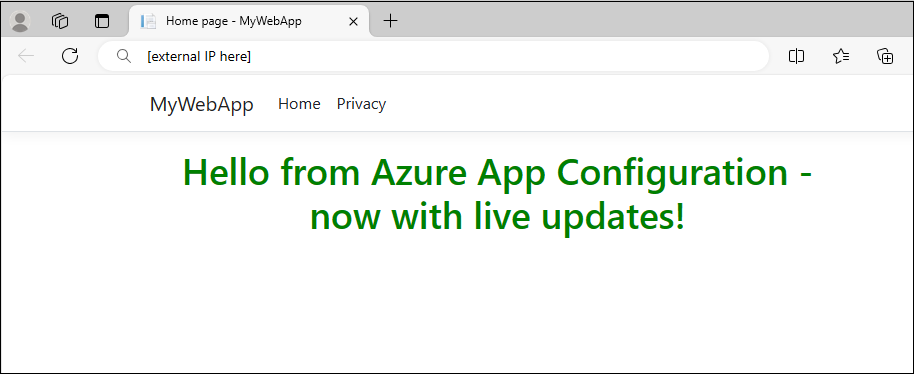 Home page - MyWebApp
[external IP here]
MyWebApp Home Privacy
Hello from Azure App Configuration -
now with live updates!